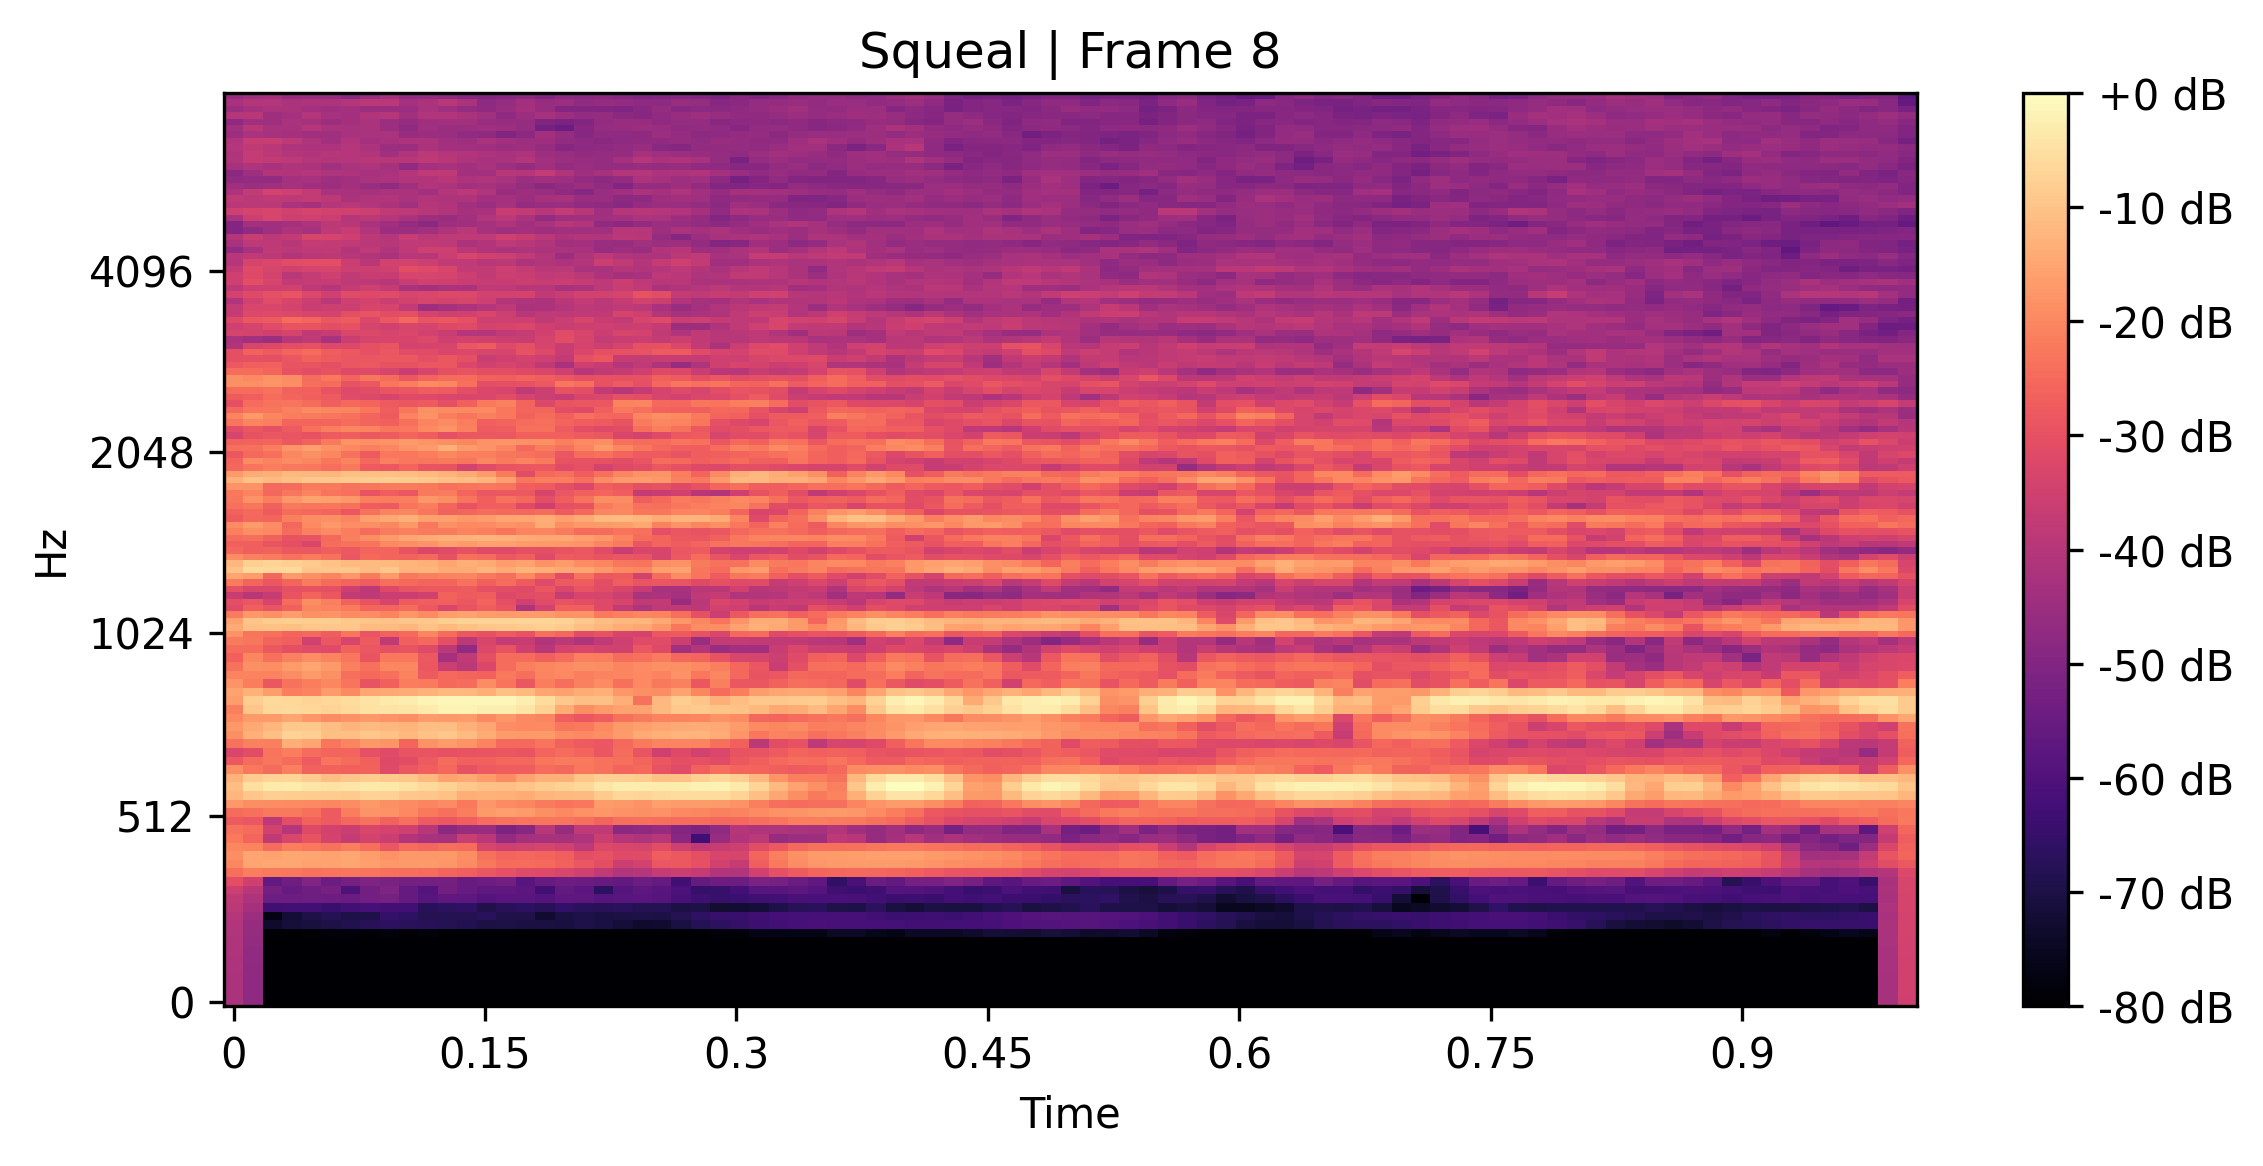 Squeal | Frame 8
+0 dB
-10 dB
-20 dB
-30 dB
-40 dB
-50 dB
-60 dB
-70 dB
-80 dB
Hz
4096
2048
1024
512
0
0 0.15 0.3 0.45 0.6 0.75 0.9
Time